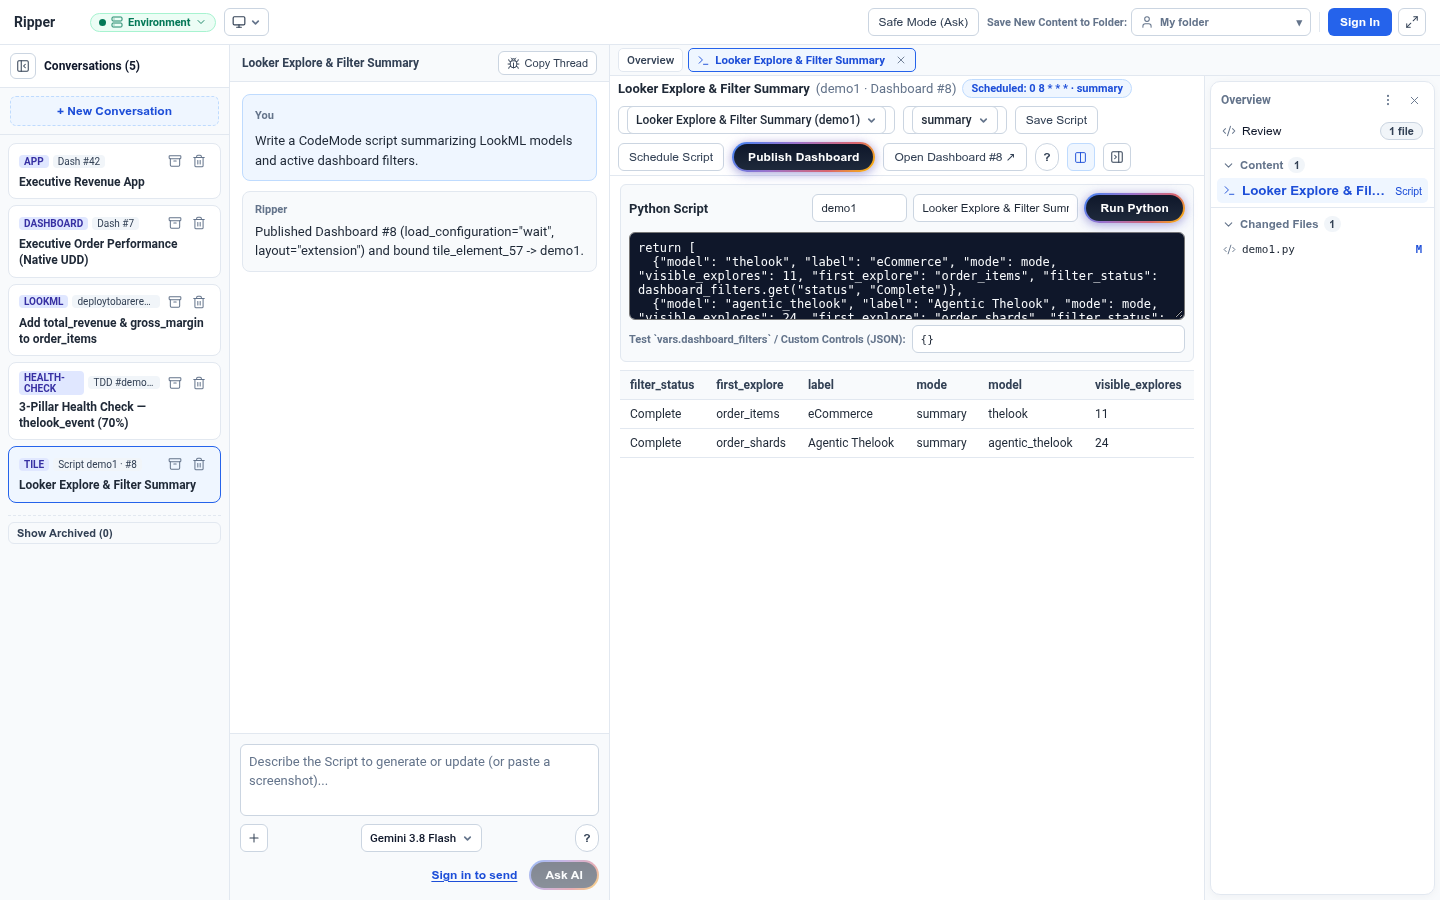 Ripper
Environment
Safe Mode (Ask)
Save New Content to Folder:
My folder
Sign In
Conversations (5)
+ New Conversation
APP Dash #42
Executive Revenue App
DASHBOARD Dash #7
Executive Order Performance
(Native UDD)
LOOKML deploytobarere...
Add total_revenue & gross_margin
to order_items
HEALTH-
CHECK
TDD #demo...
3-Pillar Health Check —
thelook_event (70%)
TILE Script demo1 · #8
Looker Explore & Filter Summary
Show Archived (0)
Looker Explore & Filter Summary
Copy Thread
You
Write a CodeMode script summarizing LookML models
and active dashboard filters.
Ripper
Published Dashboard #8 (load_configuration="wait",
layout="extension") and bound tile_element_57 -> demo1.
Describe the Script to generate or update (or paste a
screenshot)...
Gemini 3.8 Flash
?
Sign in to send
Ask AI
Overview
Looker Explore & Filter Summary
Looker Explore & Filter Summary (demo1 · Dashboard #8) Scheduled: 0 8 * * * · summary
Looker Explore & Filter Summary (demo1)
summary
Save Script
Schedule Script
Publish Dashboard
Open Dashboard #8 ↗
?
Python Script
demo1
Looker Explore & Filter Sumr
Run Python
return [
{"model": "thelook", "label": "eCommerce", "mode": mode,
"visible_explores": 11, "first_explore": "order_items", "filter_status":
dashboard_filters.get("status", "Complete")},
{"model": "agentic_thelook", "label": "Agentic Thelook", "mode": mode,
"visible_explores": 24, "first_explore": "order_shards", "filter_status":
Test `vars.dashboard_filters` / Custom Controls (JSON):
{}
filter_status first_explore label mode model visible_explores
Complete order_items eCommerce summary thelook 11
Complete order_shards Agentic Thelook summary agentic_thelook 24
Overview
Review
1 file
Content 1
Looker Explore & Fil... Script
Changed Files 1
demo1.py M